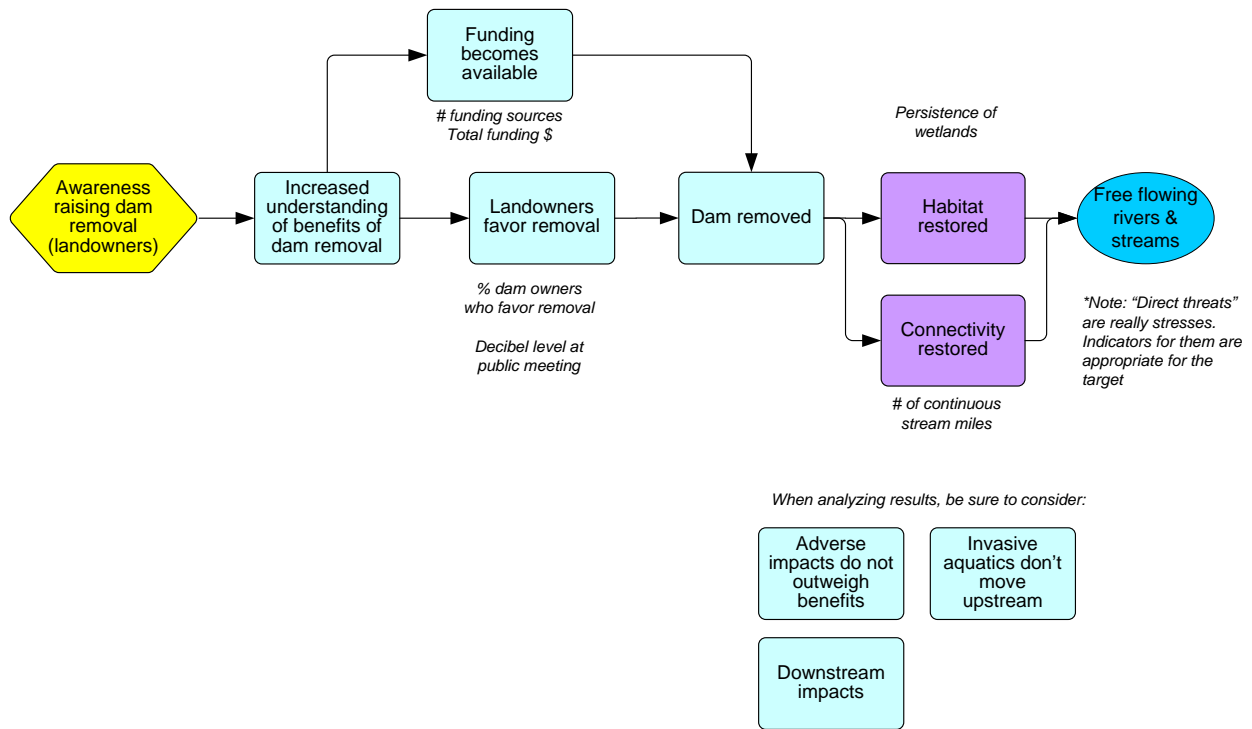 Funding
becomes
available
# funding sources
Total funding $
Persistence of
wetlands
Awareness
raising dam
removal
(landowners)
Increased
understanding
of benefits of
dam removal
Landowners
favor removal
Dam removed
Habitat
restored
Free flowing
rivers &
streams
% dam owners
who favor removal
Decibel level at
public meeting
Connectivity
restored
# of continuous
stream miles
*Note: “Direct threats”
are really stresses.
Indicators for them are
appropriate for the
target
When analyzing results, be sure to consider:
Adverse
impacts do not
outweigh
benefits
Invasive
aquatics don’t
move
upstream
Downstream
impacts